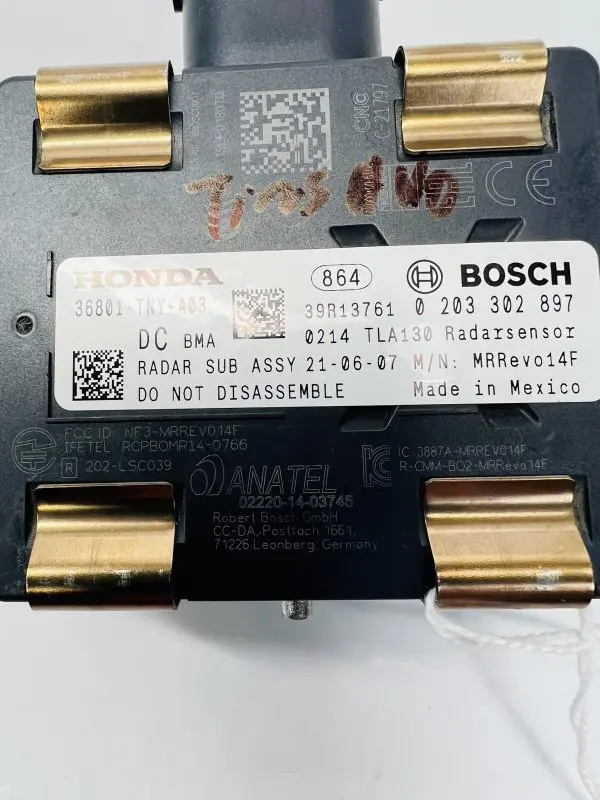 CNC
C-21797
CE
HONDA
864
BOSCH
36801-TNY-A03
39R13761
0 203 302 897
DC BMA
0214 TLA130 Radarsensor
RADAR SUB ASSY 21-06-07 M/N: MRRevo14F
DO NOT DISASSEMBLE
Made in Mexico
FCC ID: NF3-MRREVO14F
IFETEL: RCPBOMR14-0766
R 202-LSC039
ANATEL
02220-14-03745
IC: 3887A-MRREVO14F
R-CMM-BO2-MRRevo14F
Robert Bosch GmbH
CC-DA, Postfach 1661,
71226 Leonberg, Germany